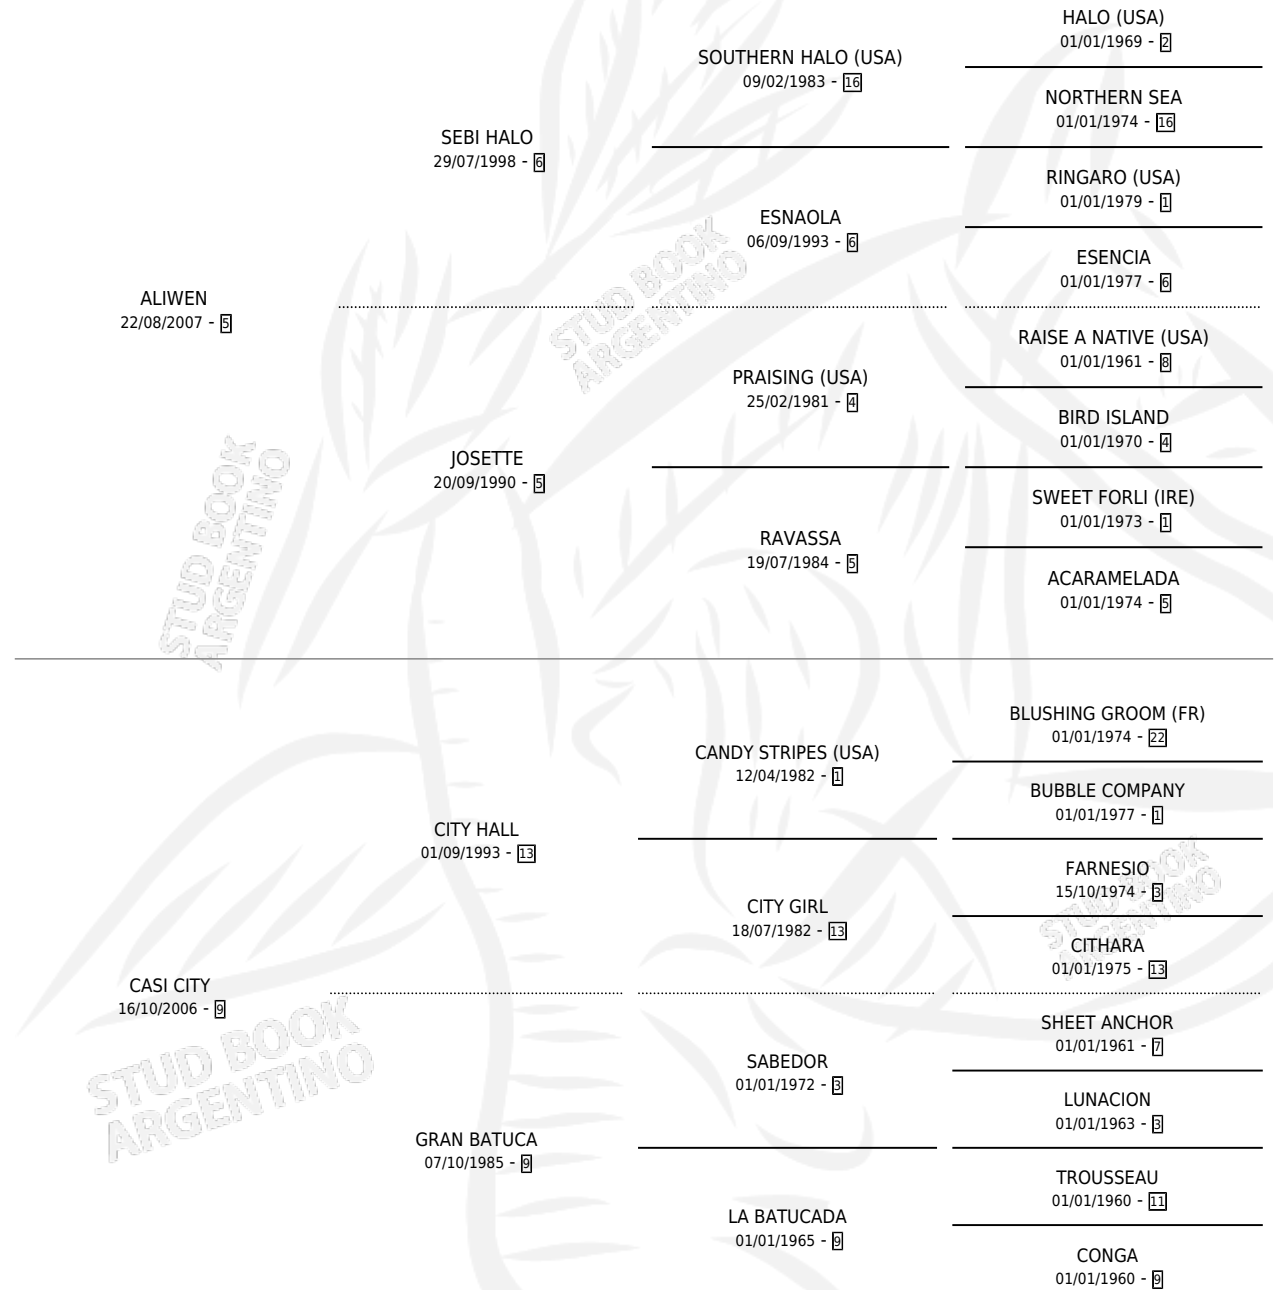 HALO (USA)
01/01/1969 - 2
SOUTHERN HALO (USA)
09/02/1983 - 16
NORTHERN SEA
01/01/1974 - 16
SEBI HALO
29/07/1998 - 6
RINGARO (USA)
01/01/1979 - 1
ESNAOLA
06/09/1993 - 6
ESENCIA
01/01/1977 - 6
ALIWEN
22/08/2007 - 5
RAISE A NATIVE (USA)
01/01/1961 - 8
PRAISING (USA)
25/02/1981 - 4
BIRD ISLAND
01/01/1970 - 4
JOSETTE
20/09/1990 - 5
SWEET FORLI (IRE)
01/01/1973 - 1
RAVASSA
19/07/1984 - 5
ACARAMELADA
01/01/1974 - 5
BLUSHING GROOM (FR)
01/01/1974 - 22
CANDY STRIPES (USA)
12/04/1982 - 1
BUBBLE COMPANY
01/01/1977 - 1
CITY HALL
01/09/1993 - 13
FARNESIO
15/10/1974 - 3
CITY GIRL
18/07/1982 - 13
CITHARA
01/01/1975 - 13
CASI CITY
16/10/2006 - 9
SHEET ANCHOR
01/01/1961 - 7
SABEDOR
01/01/1972 - 3
LUNACION
01/01/1963 - 3
GRAN BATUCA
07/10/1985 - 9
TROUSSEAU
01/01/1960 - 11
LA BATUCADA
01/01/1965 - 9
CONGA
01/01/1960 - 9
STUD BOOK
ARGENTINO
STUD BOOK
ARGENTINO
STUD BOOK
ARGENTINO
STUD BOOK
ARGENTINO